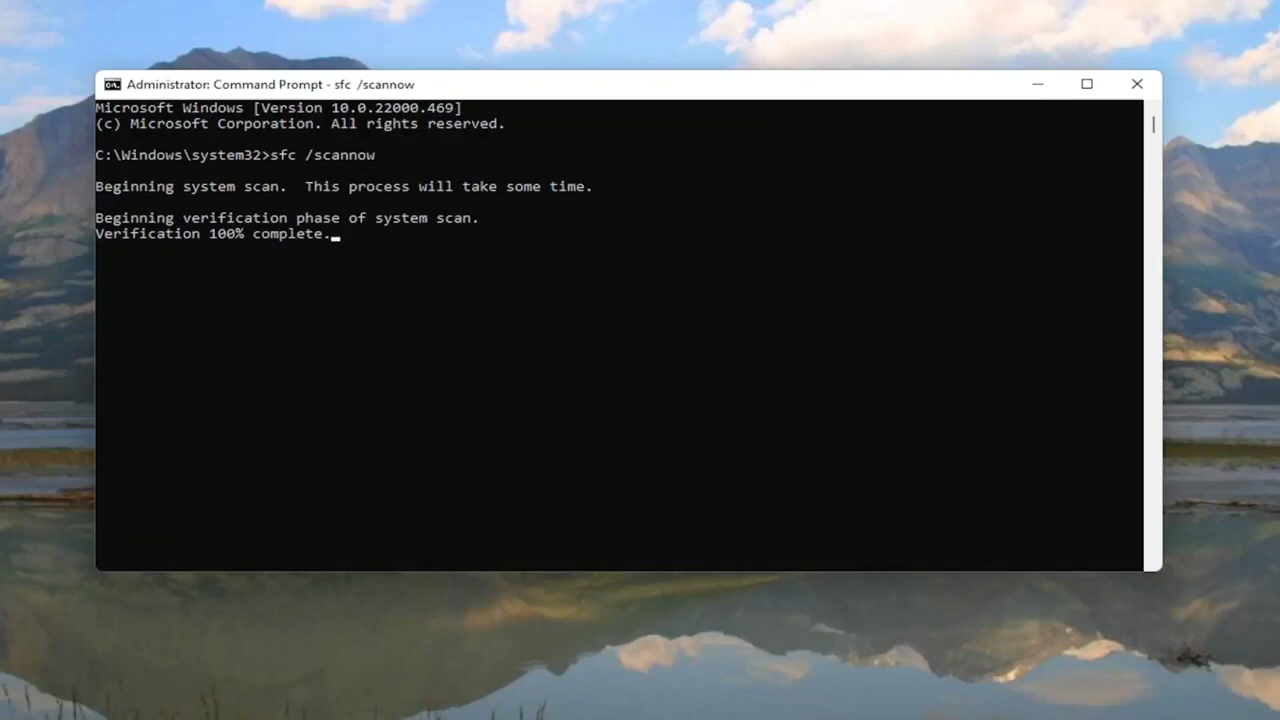 Administrator: Command Prompt - sfc /scannow
Microsoft Windows [Version 10.0.22000.469]
(c) Microsoft Corporation. All rights reserved.
C:\Windows\system32>sfc /scannow
Beginning system scan.  This process will take some time.
Beginning verification phase of system scan.
Verification 100% complete.